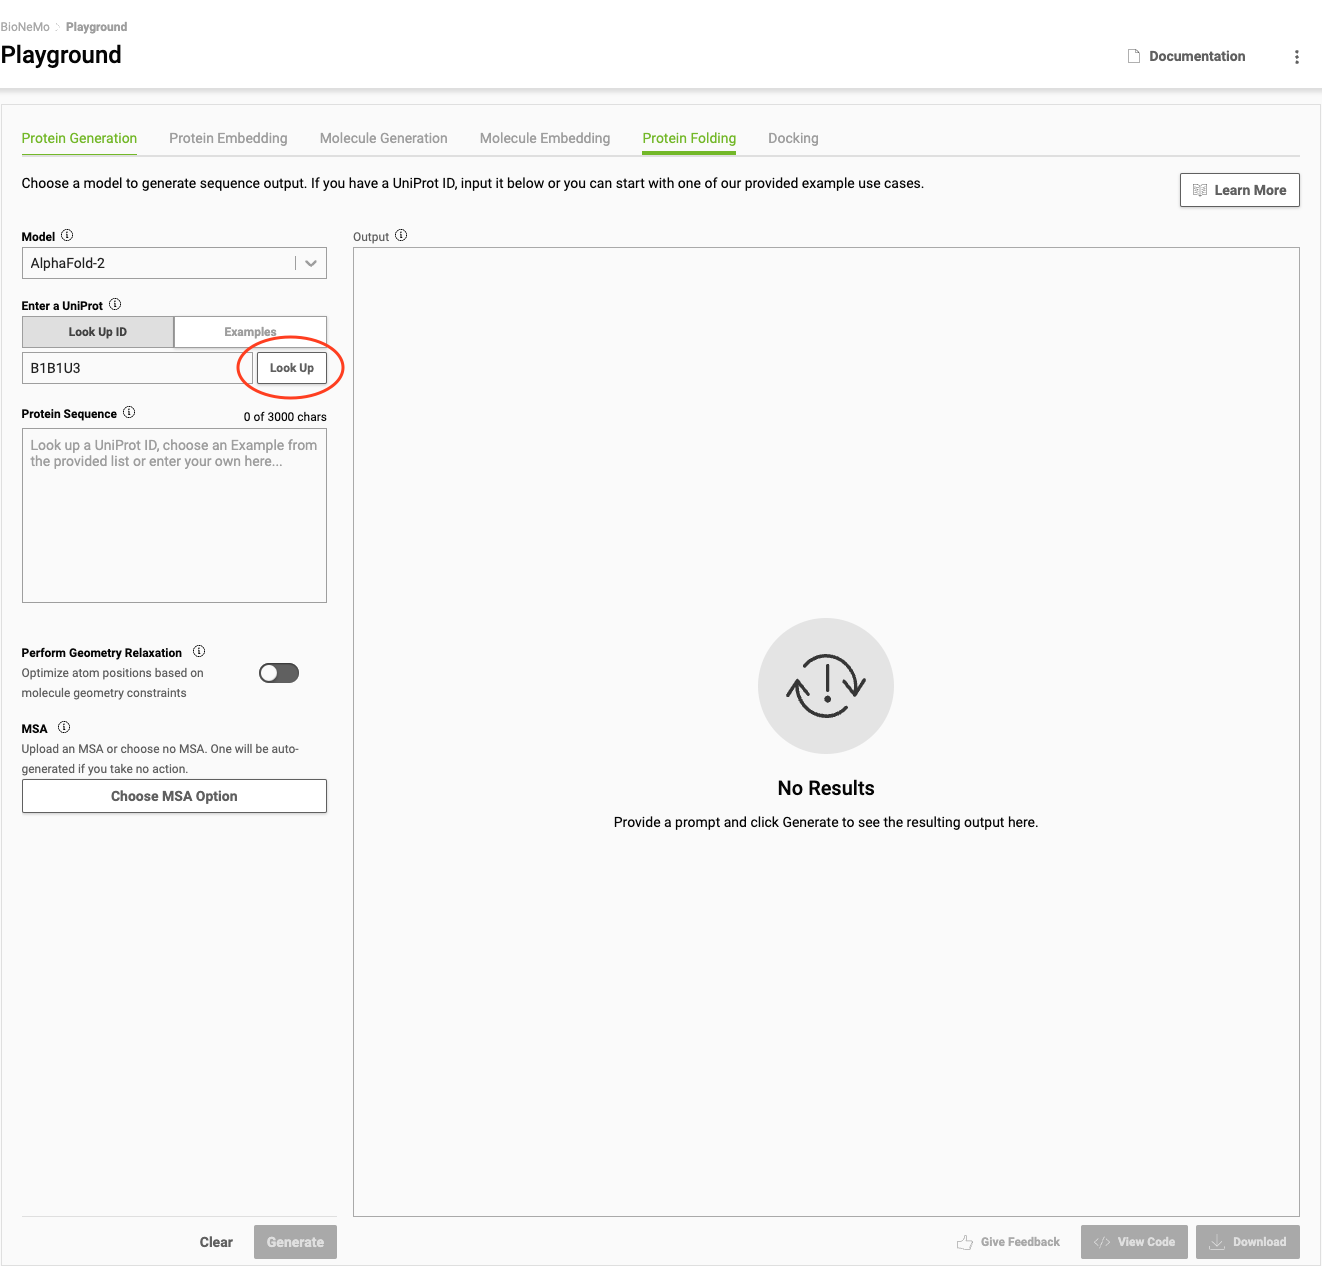 BioNeMo > Playground
Playground
Documentation
Protein Generation Protein Embedding Molecule Generation Molecule Embedding Protein Folding Docking
Choose a model to generate sequence output. If you have a UniProt ID, input it below or you can start with one of our provided example use cases.
Learn More
Model
AlphaFold-2
Enter a UniProt
Look Up ID Examples
B1B1U3 Look Up
Protein Sequence 0 of 3000 chars
Look up a UniProt ID, choose an Example from
the provided list or enter your own here...
Perform Geometry Relaxation
Optimize atom positions based on
molecule geometry constraints
MSA
Upload an MSA or choose no MSA. One will be auto-
generated if you take no action.
Choose MSA Option
Clear Generate
Output
No Results
Provide a prompt and click Generate to see the resulting output here.
Give Feedback </> View Code Download